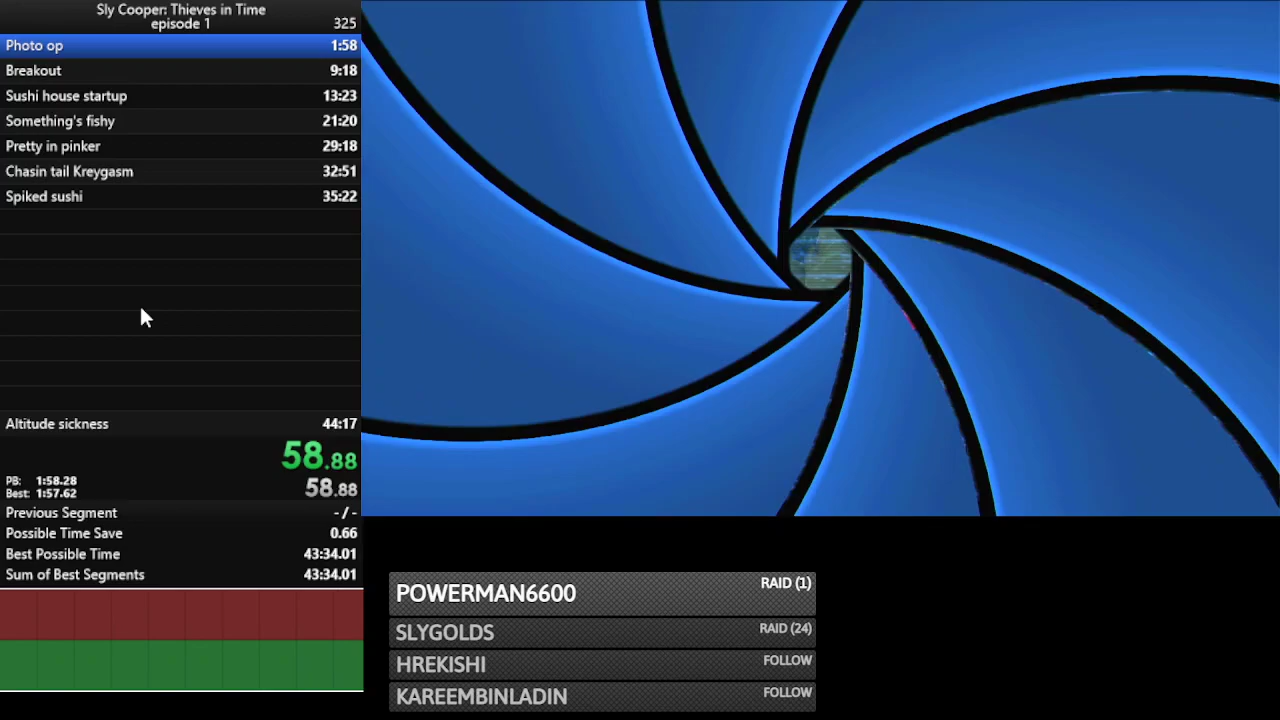 Sly Cooper: Thieves in Time
episode 1 325
Photo op 1:58
Breakout 9:18
Sushi house startup 13:23
Something's fishy 21:20
Pretty in pinker 29:18
Chasin tail Kreygasm 32:51
Spiked sushi 35:22
Altitude sickness 44:17
58.88
PB: 1:58.28
Best: 1:57.62
58.88
Previous Segment - / -
Possible Time Save 0.66
Best Possible Time 43:34.01
Sum of Best Segments 43:34.01
POWERMAN6600 RAID (1)
SLYGOLDS RAID (24)
HREKISHI FOLLOW
KAREEMBINLADIN FOLLOW